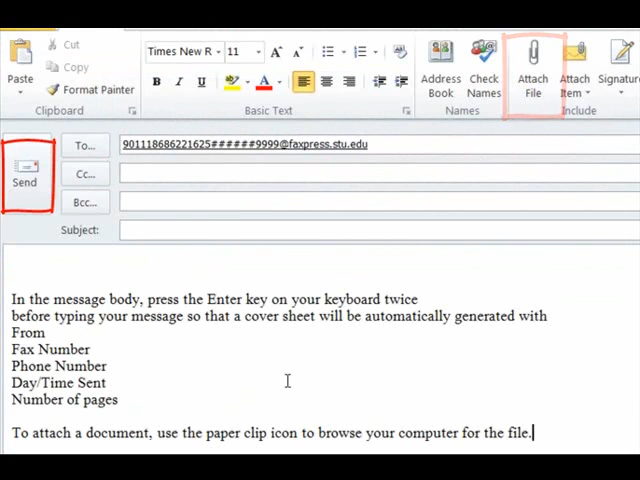 Cut
Copy
Format Painter
Paste
Clipboard
Times New R 11
B I U
Basic Text
Address Book
Check Names
Names
Attach File
Attach Item
Signature
Include
Send
To... 901118686221625######9999@faxpress.stu.edu
Cc...
Bcc...
Subject:
In the message body, press the Enter key on your keyboard twice
before typing your message so that a cover sheet will be automatically generated with
From
Fax Number
Phone Number
Day/Time Sent
Number of pages
To attach a document, use the paper clip icon to browse your computer for the file.